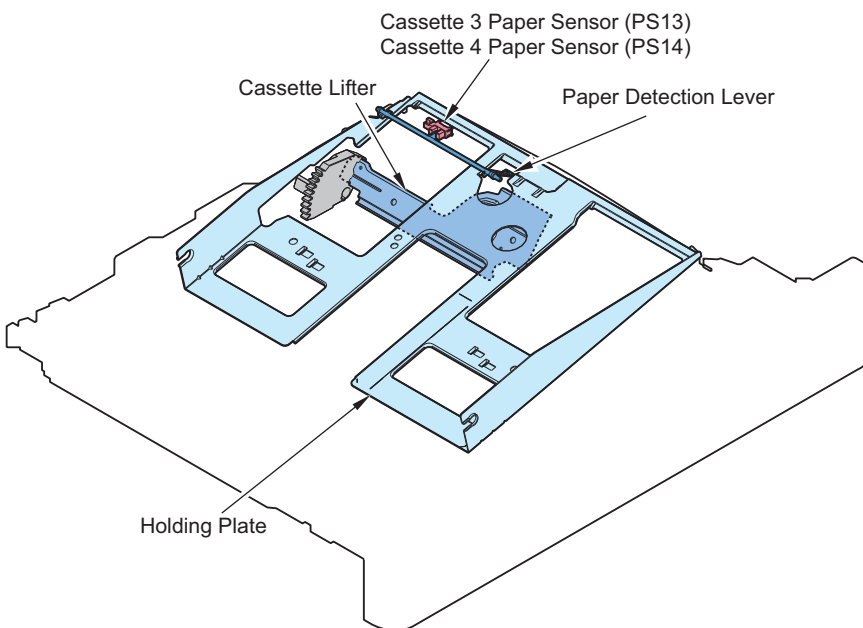 Cassette 3 Paper Sensor (PS13)
Cassette 4 Paper Sensor (PS14)
Cassette Lifter
Paper Detection Lever
Holding Plate